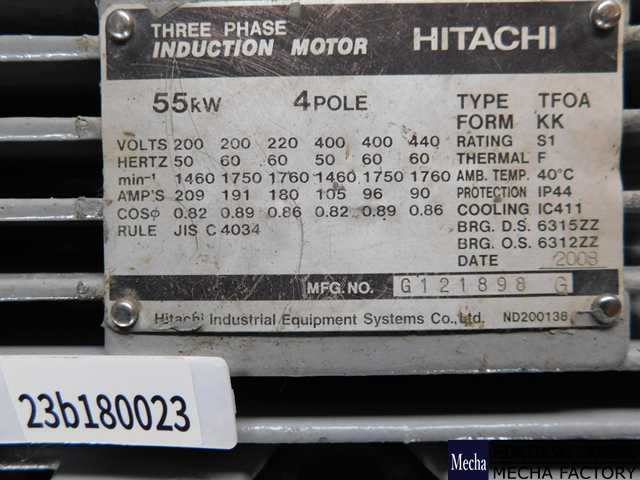 THREE PHASE
INDUCTION MOTOR HITACHI
55kW 4POLE TYPE TFOA
FORM KK
VOLTS 200 200 220 400 400 440 RATING S1
HERTZ 50 60 60 50 60 60 THERMAL F
min⁻¹ 1460 1750 1760 1460 1750 1760 AMB. TEMP. 40°C
AMP'S 209 191 180 105 96 90 PROTECTION IP44
COSϕ 0.82 0.89 0.86 0.82 0.89 0.86 COOLING IC411
RULE JIS C 4034 BRG. D.S. 6315ZZ
BRG. O.S. 6312ZZ
DATE 2008
MFG.NO. G121898 G
Hitachi Industrial Equipment Systems Co.,Ltd. ND200138
23b180023
Mecha
MECHA FACTORY